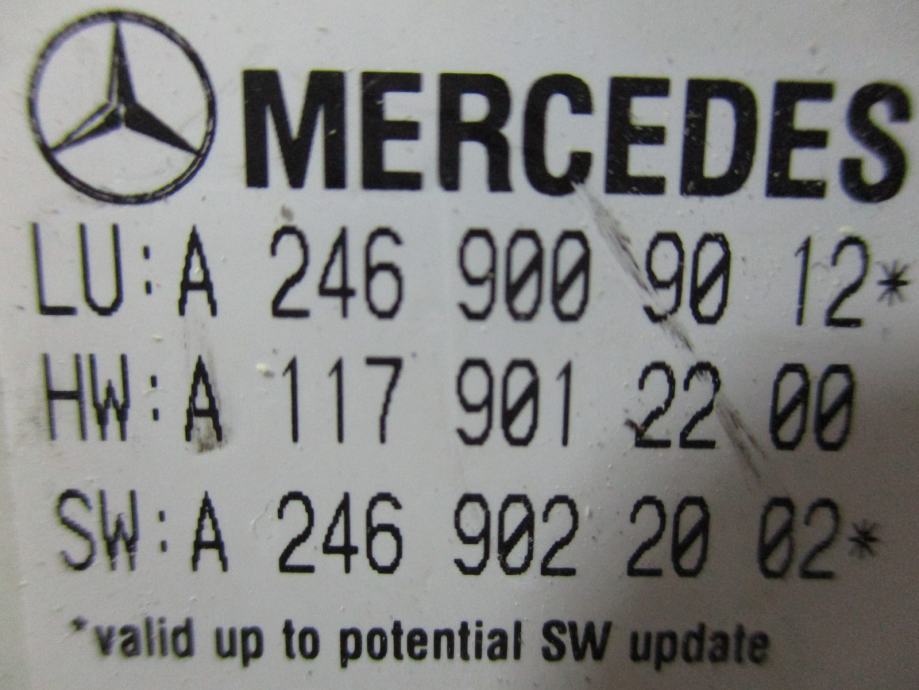 MERCEDES
LU:A 246 900 90 12*
HW:A 117 901 22 00
SW:A 246 902 20 02*
*valid up to potential SW update